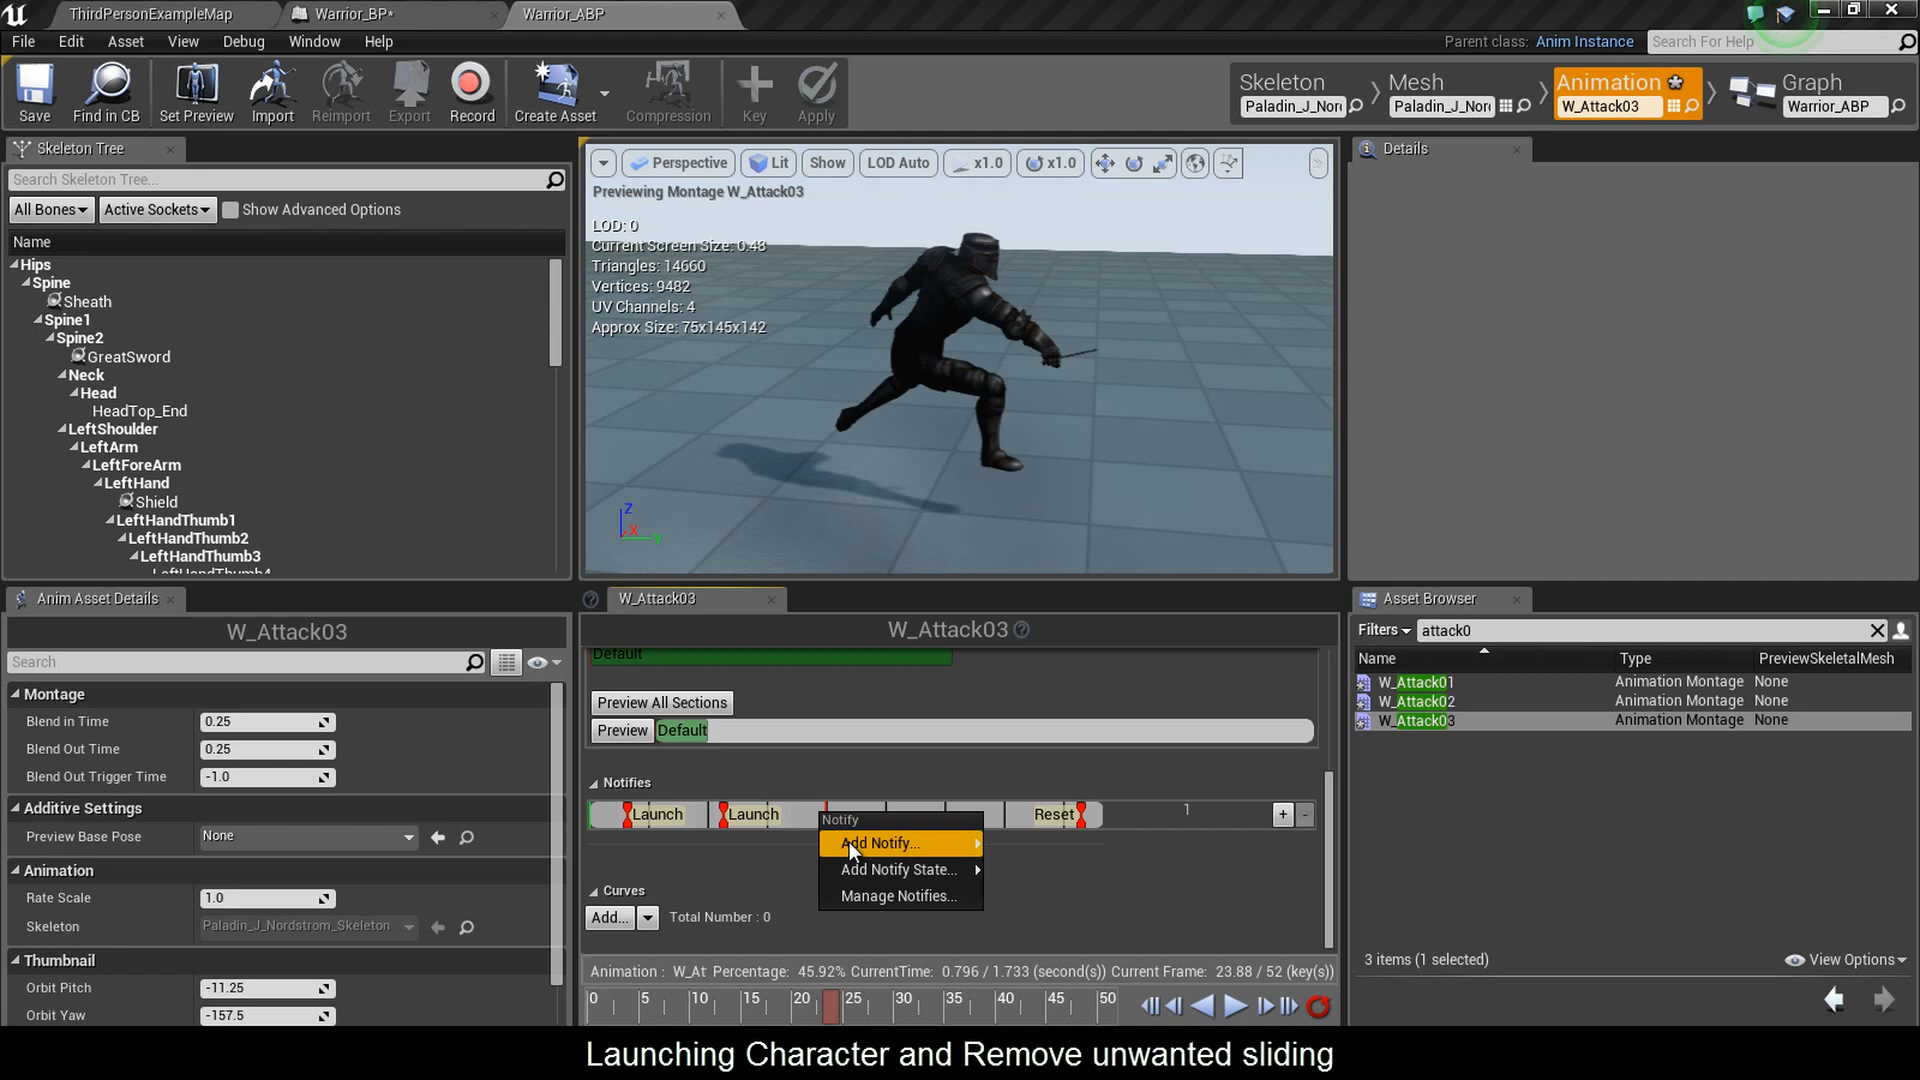 ThirdPersonExampleMap
Warrior_BP*
Warrior_ABP
File Edit Asset View Debug Window Help
Parent class: Anim Instance
Search For Help
Save Find in CB Set Preview Import Reimport Export Record Create Asset Compression Key Apply
Skeleton Mesh Animation Graph
Paladin_J_Nor Paladin_J_Nor W_Attack03 Warrior_ABP
Skeleton Tree
Search Skeleton Tree...
All Bones Active Sockets Show Advanced Options
Name
Hips
Spine
Sheath
Spine1
Spine2
GreatSword
Neck
Head
HeadTop_End
LeftShoulder
LeftArm
LeftForeArm
LeftHand
Shield
LeftHandThumb1
LeftHandThumb2
LeftHandThumb3
LeftHandThumb4
Perspective Lit Show LOD Auto x1.0 x1.0
Previewing Montage W_Attack03
LOD: 0
Current Screen Size: 0.48
Triangles: 14660
Vertices: 9482
UV Channels: 4
Approx Size: 75x145x142
Z
X
Y
Details
Anim Asset Details
W_Attack03
Search
Montage
Blend in Time 0.25
Blend Out Time 0.25
Blend Out Trigger Time -1.0
Additive Settings
Preview Base Pose None
Animation
Rate Scale 1.0
Skeleton Paladin_J_Nordstrom_Skeleton
Thumbnail
Orbit Pitch -11.25
Orbit Yaw -157.5
W_Attack03
W_Attack03
Default
Preview All Sections
Preview Default
Notifies
Launch Launch Reset 1 + -
Notify
Add Notify...
Add Notify State...
Manage Notifies...
Curves
Add... Total Number : 0
Animation : W_At Percentage: 45.92% CurrentTime: 0.796 / 1.733 (second(s)) Current Frame: 23.88 / 52 (key(s))
0 5 10 15 20 25 30 35 40 45 50
Asset Browser
Filters attack0
Name Type PreviewSkeletalMesh
W_Attack01 Animation Montage None
W_Attack02 Animation Montage None
W_Attack03 Animation Montage None
3 items (1 selected) View Options
Launching Character and Remove unwanted sliding